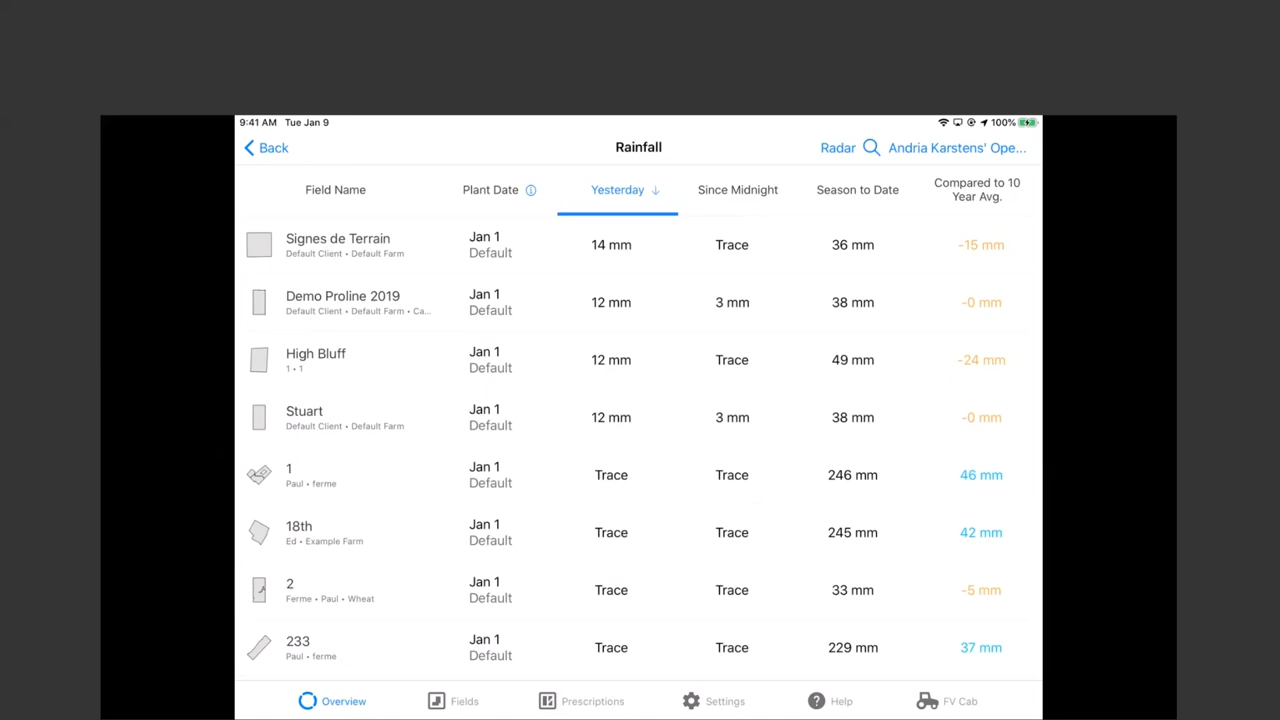 9:41 AM Tue Jan 9
100%
Back
Rainfall
Radar
Andria Karstens' Ope...
Field Name
Plant Date
Yesterday ↓
Since Midnight
Season to Date
Compared to 10
Year Avg.
Signes de Terrain
Default Client • Default Farm
Jan 1
Default
14 mm
Trace
36 mm
-15 mm
Demo Proline 2019
Default Client • Default Farm • Ca...
Jan 1
Default
12 mm
3 mm
38 mm
-0 mm
High Bluff
1 • 1
Jan 1
Default
12 mm
Trace
49 mm
-24 mm
Stuart
Default Client • Default Farm
Jan 1
Default
12 mm
3 mm
38 mm
-0 mm
1
Paul • ferme
Jan 1
Default
Trace
Trace
246 mm
46 mm
18th
Ed • Example Farm
Jan 1
Default
Trace
Trace
245 mm
42 mm
2
Ferme • Paul • Wheat
Jan 1
Default
Trace
Trace
33 mm
-5 mm
233
Paul • ferme
Jan 1
Default
Trace
Trace
229 mm
37 mm
Overview
Fields
Prescriptions
Settings
Help
FV Cab